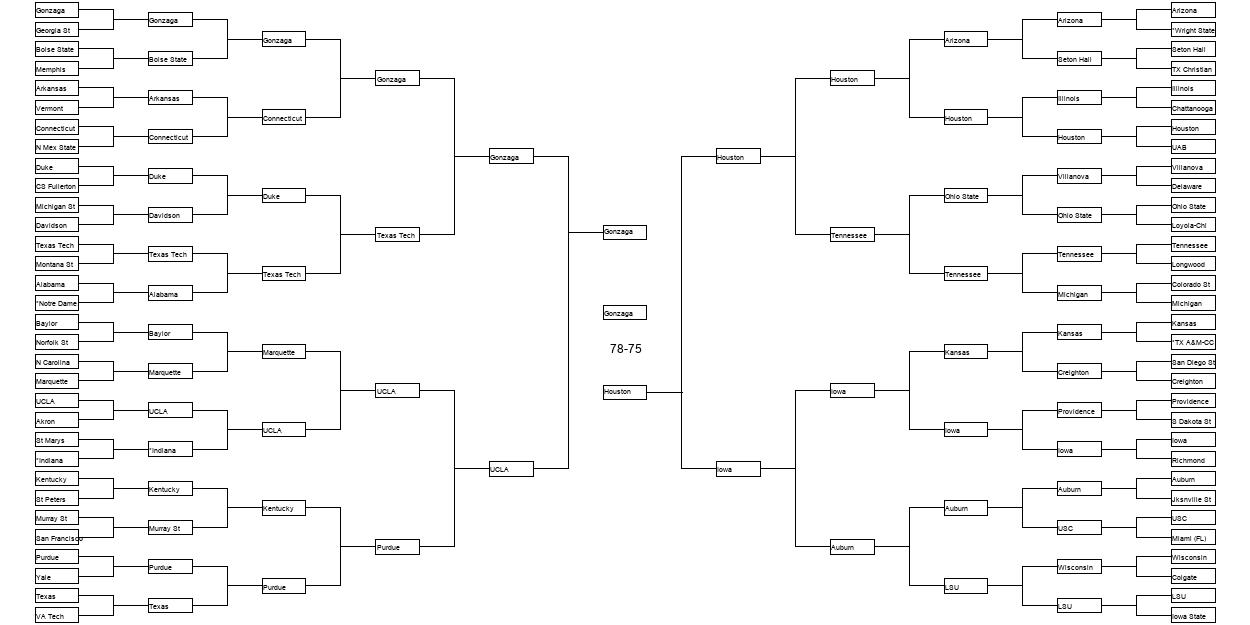 Gonzaga
Georgia St
Boise State
Memphis
Arkansas
Vermont
Connecticut
N Mex State
Duke
CS Fullerton
Michigan St
Davidson
Texas Tech
Montana St
Alabama
*Notre Dame
Baylor
Norfolk St
N Carolina
Marquette
UCLA
Akron
St Marys
*Indiana
Kentucky
St Peters
Murray St
San Francisco
Purdue
Yale
Texas
VA Tech
Gonzaga
Boise State
Arkansas
Connecticut
Duke
Davidson
Texas Tech
Alabama
Baylor
Marquette
UCLA
*Indiana
Kentucky
Murray St
Purdue
Texas
Gonzaga
Connecticut
Duke
Texas Tech
Marquette
UCLA
Kentucky
Purdue
Gonzaga
Texas Tech
UCLA
Purdue
Gonzaga
UCLA
Gonzaga
Gonzaga
78-75
Houston
Houston
Iowa
Houston
Tennessee
Iowa
Auburn
Arizona
Houston
Ohio State
Tennessee
Kansas
Iowa
Auburn
LSU
Arizona
Seton Hall
Illinois
Houston
Villanova
Ohio State
Tennessee
Michigan
Kansas
Creighton
Providence
Iowa
Auburn
USC
Wisconsin
LSU
Arizona
*Wright State
Seton Hall
TX Christian
Illinois
Chattanooga
Houston
UAB
Villanova
Delaware
Ohio State
Loyola-Chi
Tennessee
Longwood
Colorado St
Michigan
Kansas
*TX A&M-CC
San Diego St
Creighton
Providence
S Dakota St
Iowa
Richmond
Auburn
Jksnville St
USC
Miami (FL)
Wisconsin
Colgate
LSU
Iowa State